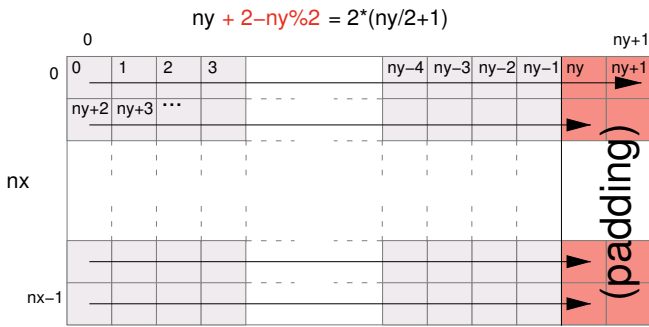 ny + 2−ny%2 = 2*(ny/2+1)
0 ny+1
0 0 1 2 3 ny−4 ny−3 ny−2 ny−1 ny ny+1
ny+2 ny+3 ...
nx
(padding)
nx−1